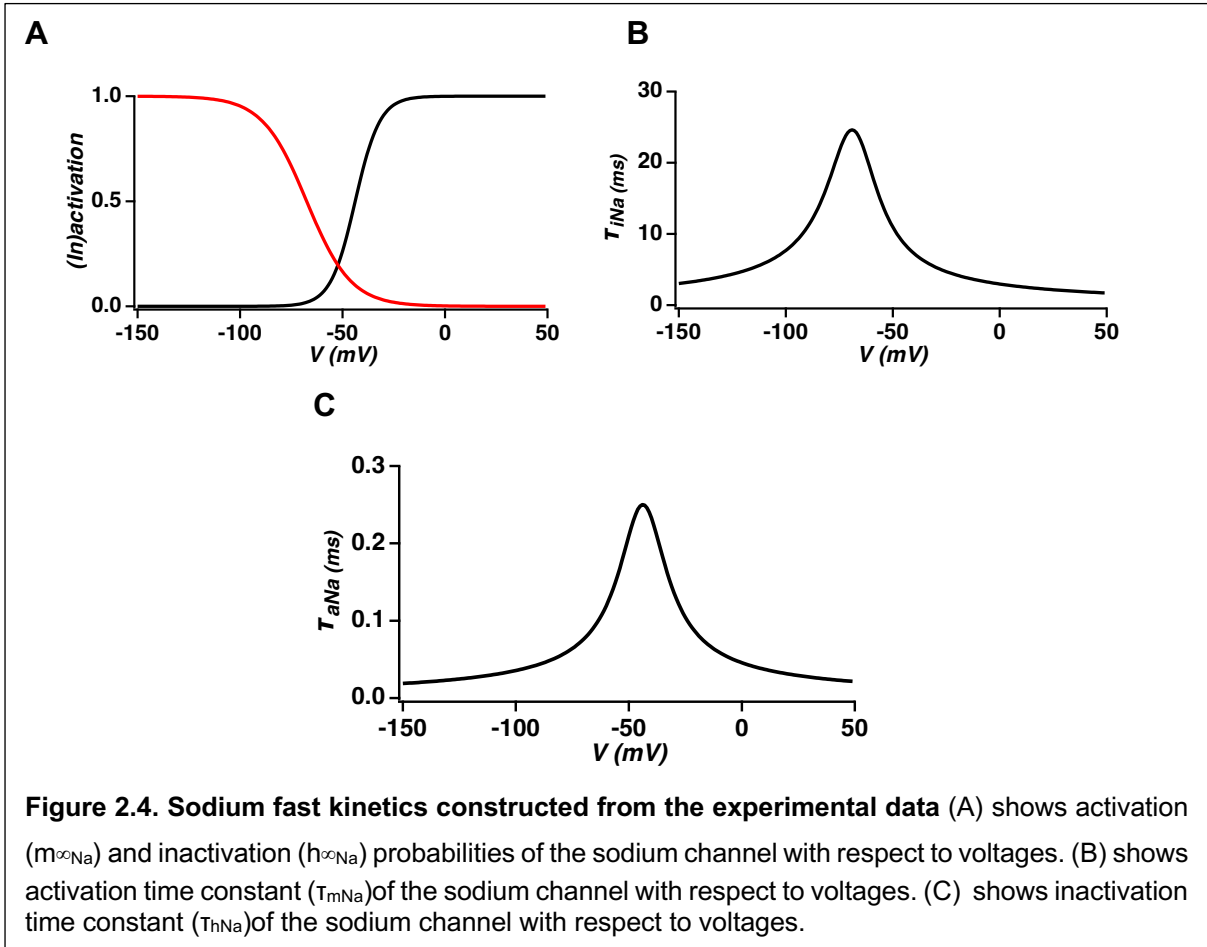 A
1.0
0.5
0.0
(In)activation
-150
-100
-50
0
50
V (mV)
B
30
20
10
0
τiNa (ms)
-150
-100
-50
0
50
V (mV)
C
0.3
0.2
0.1
0.0
τaNa (ms)
-150
-100
-50
0
50
V (mV)
Figure 2.4. Sodium fast kinetics constructed from the experimental data (A) shows activation
(m∞Na) and inactivation (h∞Na) probabilities of the sodium channel with respect to voltages. (B) shows
activation time constant (τmNa)of the sodium channel with respect to voltages. (C) shows inactivation
time constant (τhNa)of the sodium channel with respect to voltages.